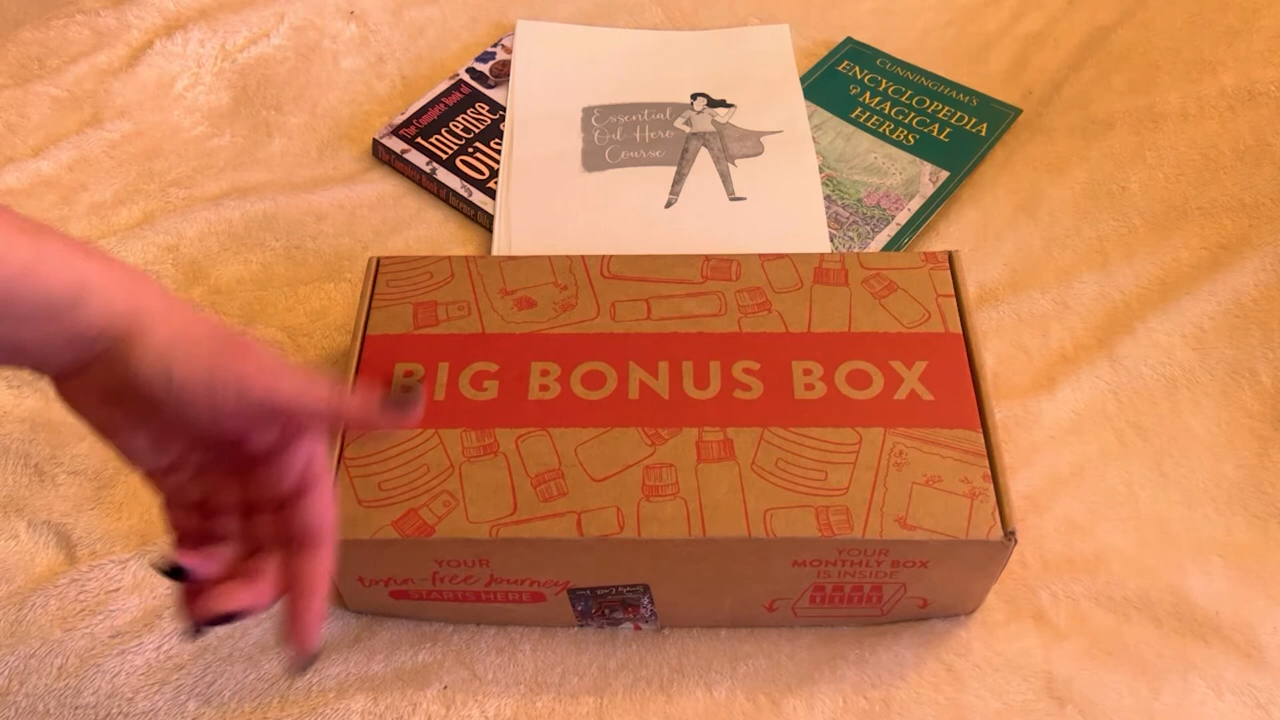 The Complete Book of
Incense,
Oils
The Complete Book of Incense, Oils
Essential
Oil Hero
Course
CUNNINGHAM'S
ENCYCLOPEDIA
of MAGICAL
HERBS
BIG BONUS BOX
YOUR
toxin-free journey
STARTS HERE
YOUR
MONTHLY BOX
IS INSIDE